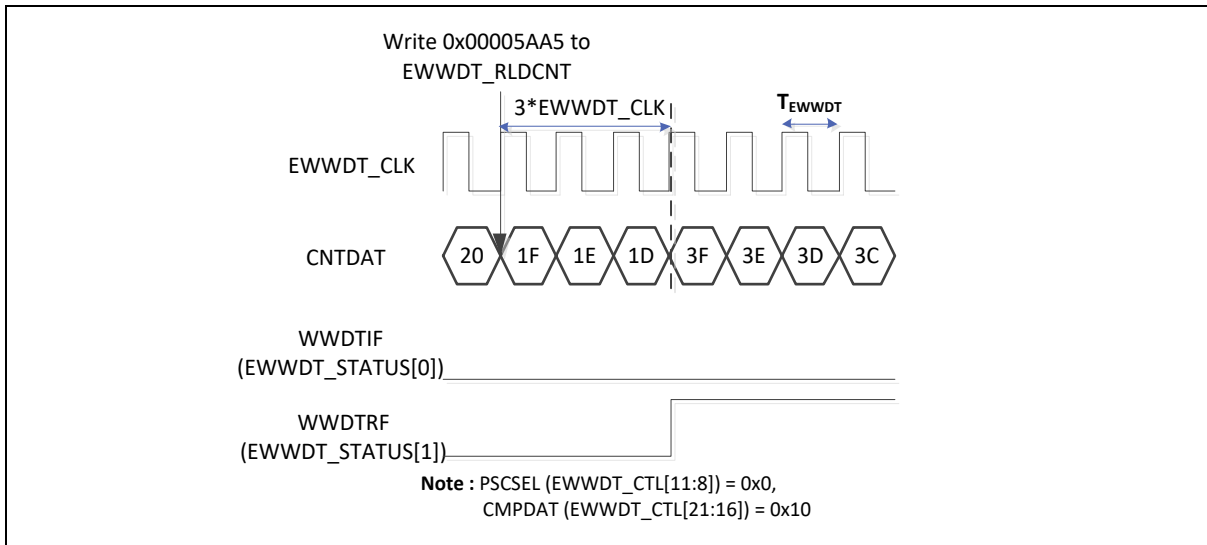 Write 0x00005AA5 to
EWWDT_RLDCNT
3*EWWDT_CLK
TEWWDT
EWWDT_CLK
CNTDAT
20 1F 1E 1D 3F 3E 3D 3C
WWDTIF
(EWWDT_STATUS[0])
WWDTRF
(EWWDT_STATUS[1])
Note : PSCSEL (EWWDT_CTL[11:8]) = 0x0,
CMPDAT (EWWDT_CTL[21:16]) = 0x10